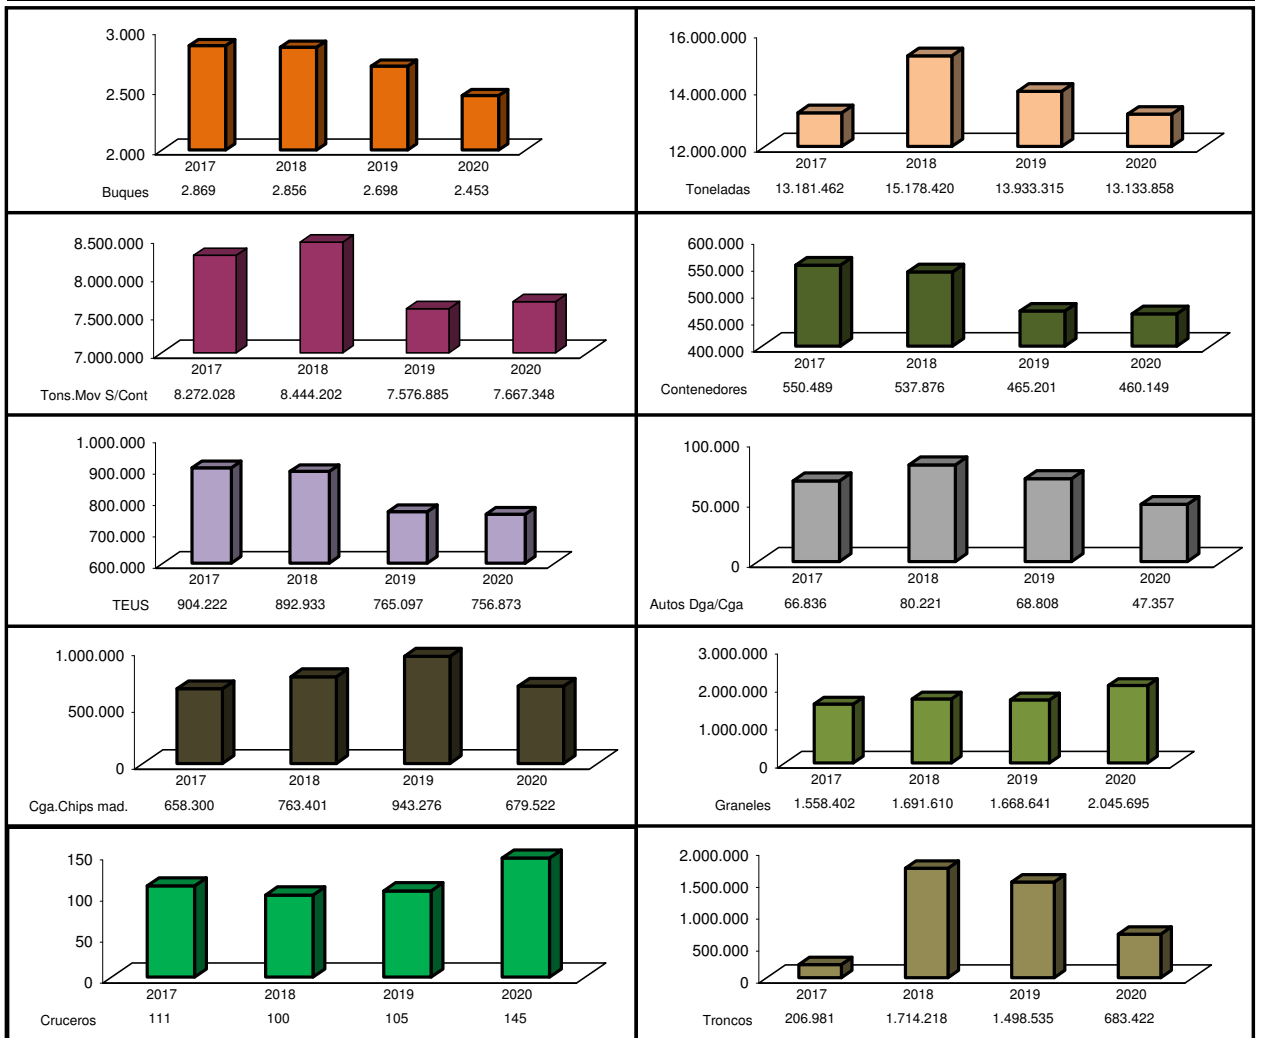 3.000
2.500
2.000
2017 2018 2019 2020
Buques 2.869 2.856 2.698 2.453
16.000.000
14.000.000
12.000.000
2017 2018 2019 2020
Toneladas 13.181.462 15.178.420 13.933.315 13.133.858
8.500.000
8.000.000
7.500.000
7.000.000
2017 2018 2019 2020
Tons.Mov S/Cont 8.272.028 8.444.202 7.576.885 7.667.348
600.000
550.000
500.000
450.000
400.000
2017 2018 2019 2020
Contenedores 550.489 537.876 465.201 460.149
1.000.000
900.000
800.000
700.000
600.000
2017 2018 2019 2020
TEUS 904.222 892.933 765.097 756.873
100.000
50.000
0
2017 2018 2019 2020
Autos Dga/Cga 66.836 80.221 68.808 47.357
1.000.000
500.000
0
2017 2018 2019 2020
Cga.Chips mad. 658.300 763.401 943.276 679.522
3.000.000
2.000.000
1.000.000
0
2017 2018 2019 2020
Graneles 1.558.402 1.691.610 1.668.641 2.045.695
150
100
50
0
2017 2018 2019 2020
Cruceros 111 100 105 145
2.000.000
1.500.000
1.000.000
500.000
0
2017 2018 2019 2020
Troncos 206.981 1.714.218 1.498.535 683.422